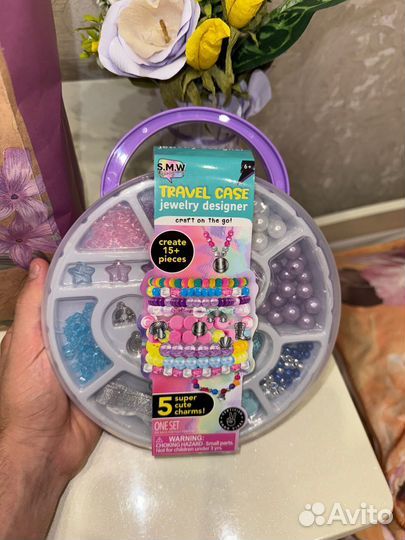 S.M.W
6+
TRAVEL CASE
jewelry designer
craft on the go!
create
15+
pieces
5 super
cute
charms!
ONE SET
WARNING:
CHOKING HAZARD - Small parts.
Not for children under 3 yrs.
Avito